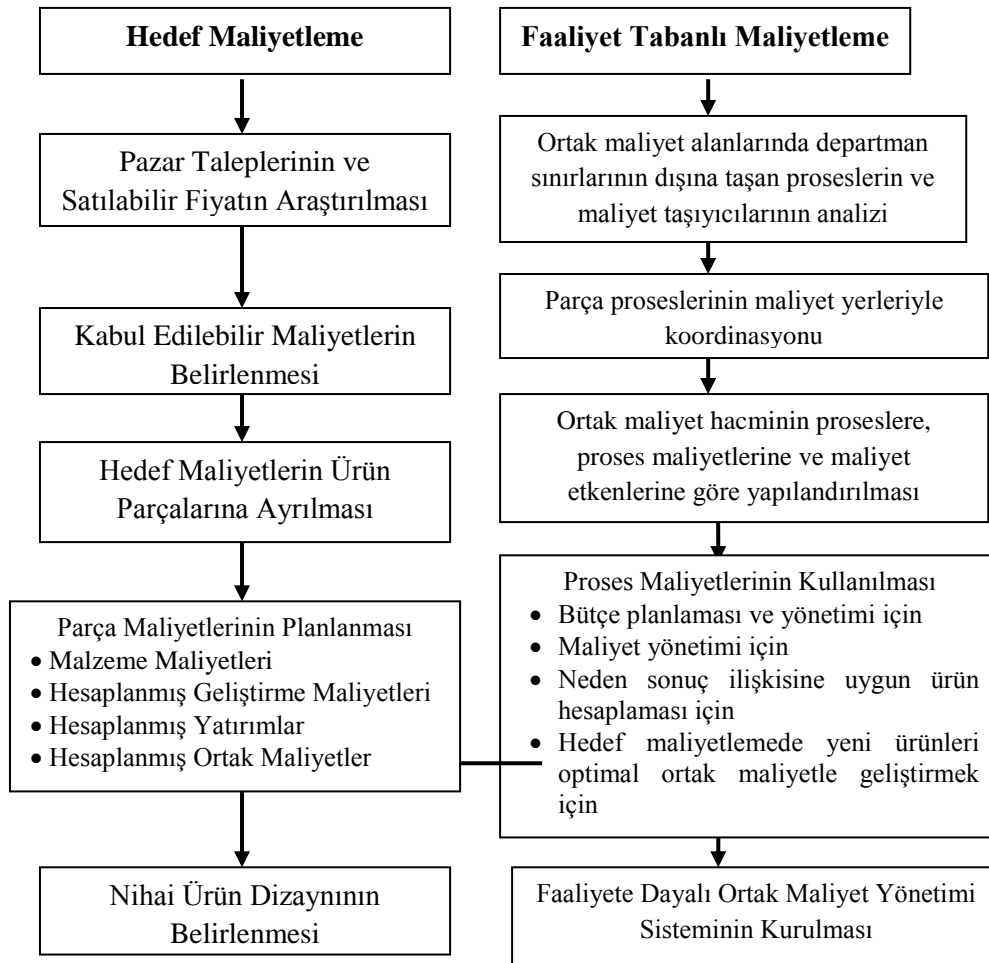 Hedef Maliyetleme
Pazar Taleplerinin ve
Satılabilir Fiyatın Araştırılması
Kabul Edilebilir Maliyetlerin
Belirlenmesi
Hedef Maliyetlerin Ürün
Parçalarına Ayrılması
Parça Maliyetlerinin Planlanması
• Malzeme Maliyetleri
• Hesaplanmış Geliştirme Maliyetleri
• Hesaplanmış Yatırımlar
• Hesaplanmış Ortak Maliyetler
Nihai Ürün Dizaynının
Belirlenmesi
Faaliyet Tabanlı Maliyetleme
Ortak maliyet alanlarında departman
sınırlarının dışına taşan proseslerin ve
maliyet taşıyıcılarının analizi
Parça proseslerinin maliyet yerleriyle
koordinasyonu
Ortak maliyet hacminin proseslere,
proses maliyetlerine ve maliyet
etkenlerine göre yapılandırılması
Proses Maliyetlerinin Kullanılması
• Bütçe planlaması ve yönetimi için
• Maliyet yönetimi için
• Neden sonuç ilişkisine uygun ürün
hesaplaması için
• Hedef maliyetlemede yeni ürünleri
optimal ortak maliyetle geliştirmek
için
Faaliyete Dayalı Ortak Maliyet Yönetimi
Sisteminin Kurulması